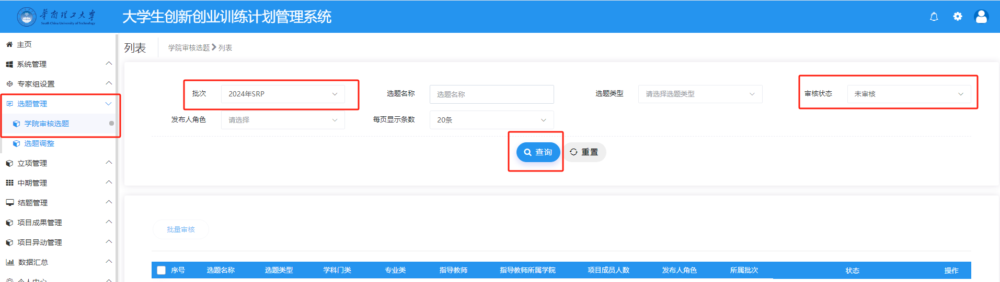 华南理工大学
South China University of Technology
大学生创新创业训练计划管理系统
主页
系统管理
专家组设置
选题管理
学院审核选题
选题调整
立项管理
中期管理
结题管理
项目成果管理
项目异动管理
数据汇总
个人中心
列表 学院审核选题 列表
批次 2024年SRP 选题名称 选题名称 选题类型 请选择选题类型 审核状态 未审核
发布人角色 请选择 每页显示条数 20条
查询 重置
批量审核
序号 选题名称 选题类型 学科门类 专业类 指导教师 指导教师所属学院 项目成员人数 发布人角色 所属批次 状态 操作